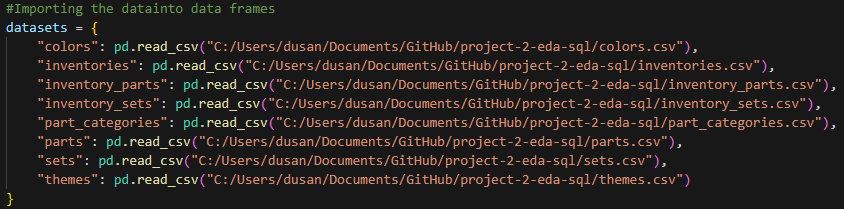 #Importing the datainto data frames
datasets = {
    "colors": pd.read_csv("C:/Users/dusan/Documents/GitHub/project-2-eda-sql/colors.csv"),
    "inventories": pd.read_csv("C:/Users/dusan/Documents/GitHub/project-2-eda-sql/inventories.csv"),
    "inventory_parts": pd.read_csv("C:/Users/dusan/Documents/GitHub/project-2-eda-sql/inventory_parts.csv"),
    "inventory_sets": pd.read_csv("C:/Users/dusan/Documents/GitHub/project-2-eda-sql/inventory_sets.csv"),
    "part_categories": pd.read_csv("C:/Users/dusan/Documents/GitHub/project-2-eda-sql/part_categories.csv"),
    "parts": pd.read_csv("C:/Users/dusan/Documents/GitHub/project-2-eda-sql/parts.csv"),
    "sets": pd.read_csv("C:/Users/dusan/Documents/GitHub/project-2-eda-sql/sets.csv"),
    "themes": pd.read_csv("C:/Users/dusan/Documents/GitHub/project-2-eda-sql/themes.csv")
}